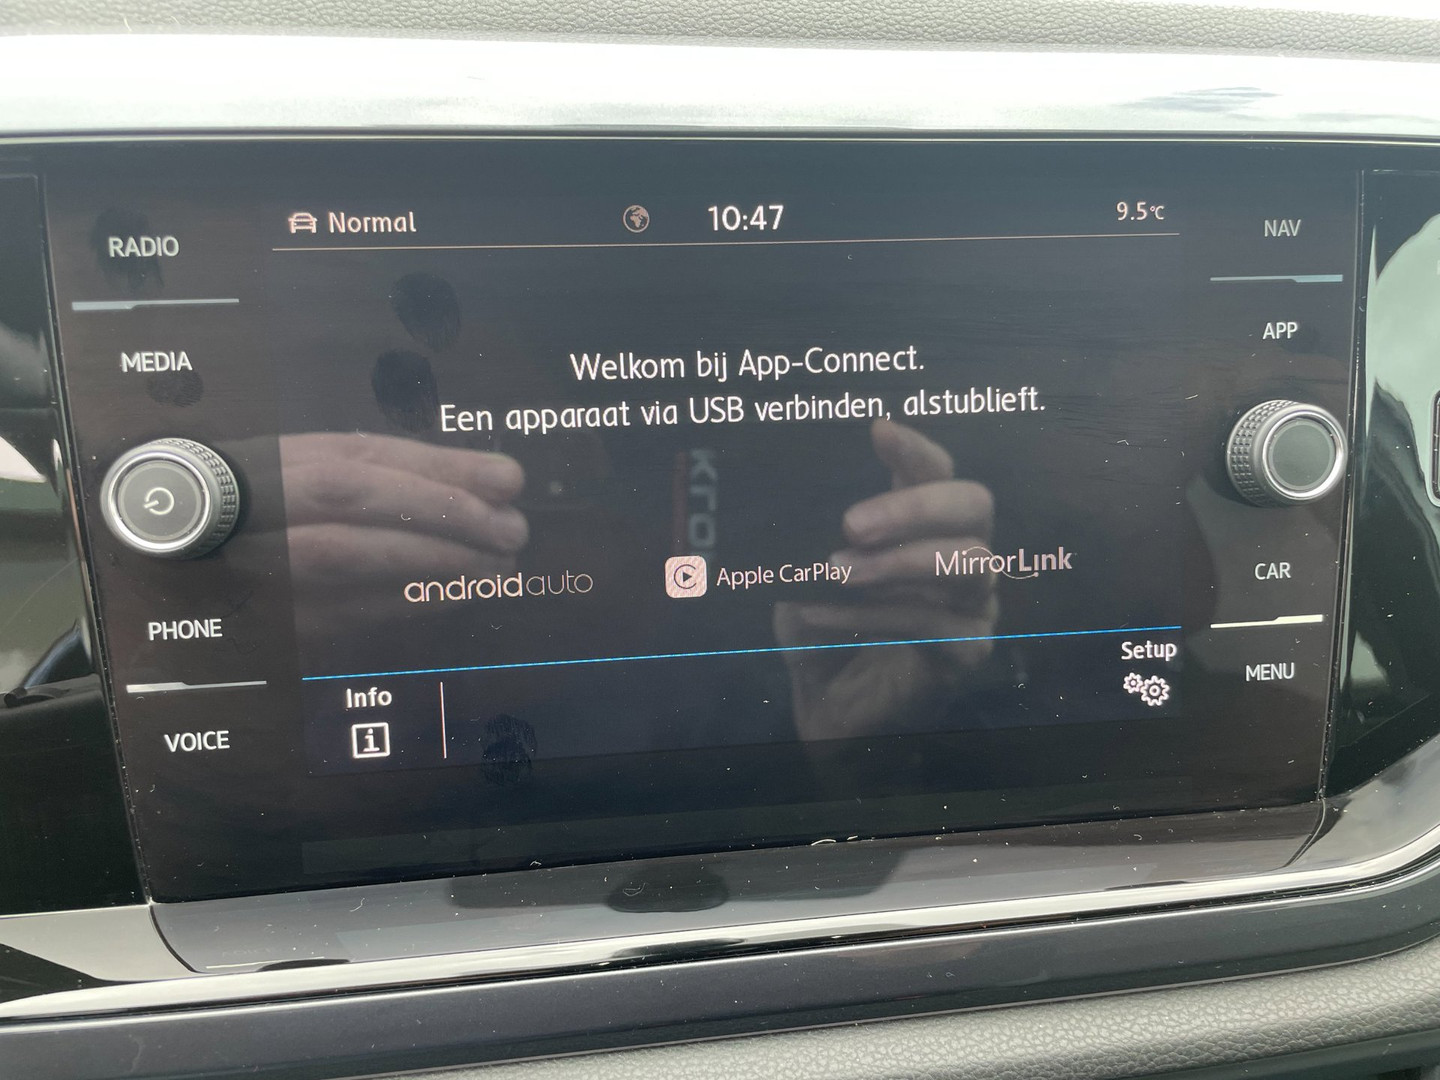 Normal
10:47
9.5°C
RADIO
MEDIA
PHONE
VOICE
NAV
APP
CAR
MENU
Welkom bij App-Connect.
Een apparaat via USB verbinden, alstublieft.
androidauto
Apple CarPlay
MirrorLink
Info
i
Setup